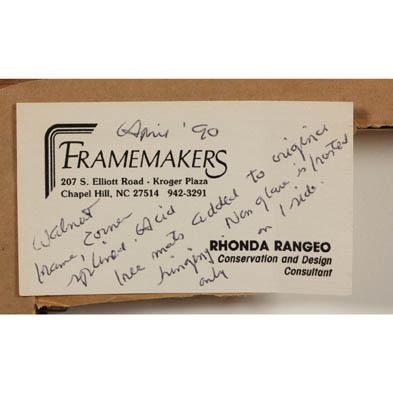 April '90
FRAMEMAKERS
207 S. Elliott Road - Kroger Plaza
Chapel Hill, NC 27514 942-3291
Walnut frame, corner splined. Acid free mats added to original hinging only
Non glare is frosted on 1 side.
RHONDA RANGEO
Conservation and Design
Consultant